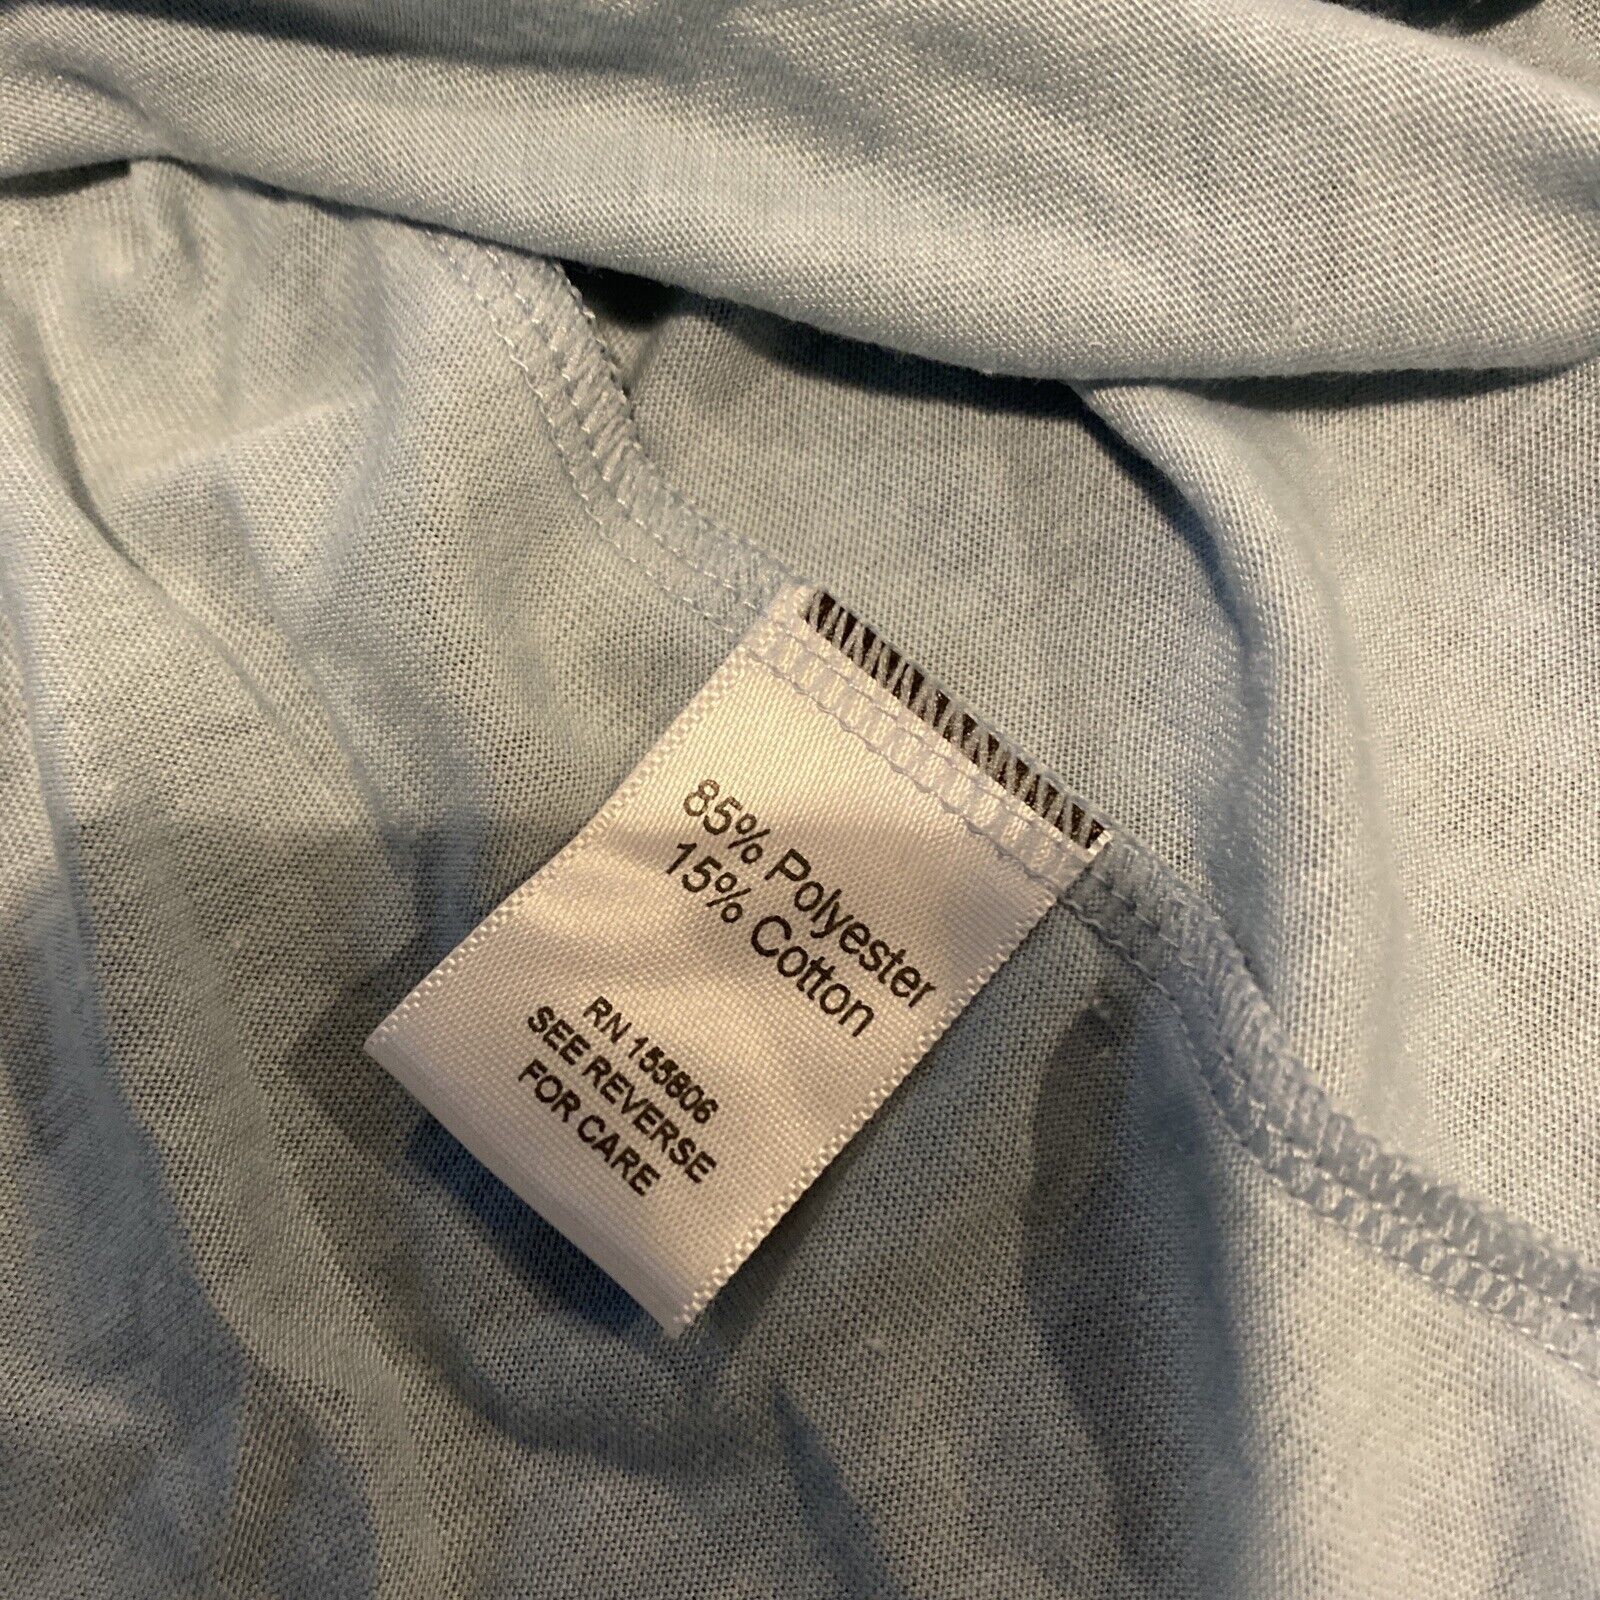 85% Polyester
15% Cotton
RN 155806
SEE REVERSE
FOR CARE